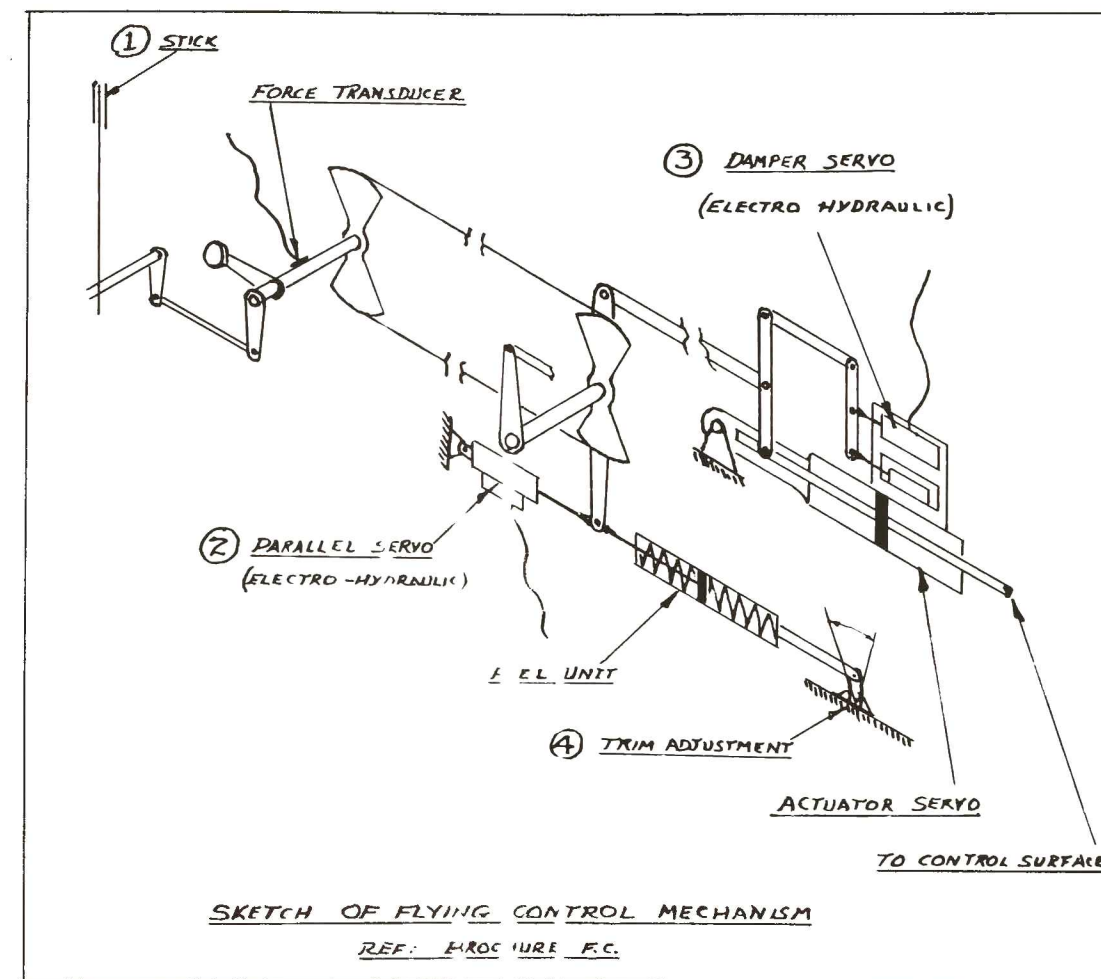 ① STICK
FORCE TRANSDUCER
③ DAMPER SERVO
(ELECTRO HYDRAULIC)
② PARALLEL SERVO
(ELECTRO-HYDRAULIC)
UNIT
④ TRIM ADJUSTMENT
ACTUATOR SERVO
TO CONTROL SURFACE
SKETCH OF FLYING CONTROL MECHANISM
REF: F.C.